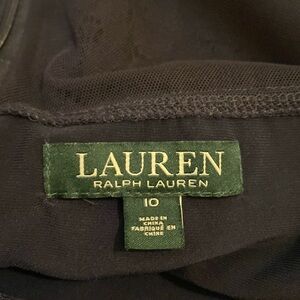 LAUREN
RALPH LAUREN
10
MADE IN
CHINA
FABRIQUÉ EN
CHINE